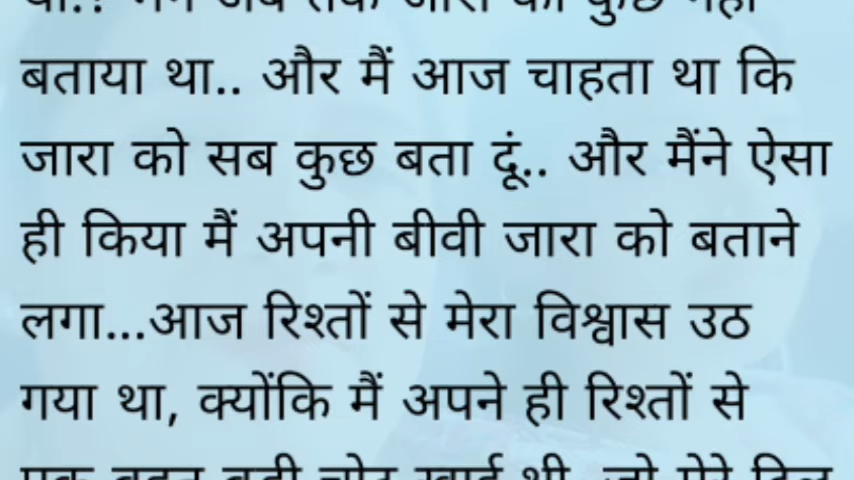 बताया था.. और मैं आज चाहता था कि
जारा को सब कुछ बता दूं.. और मैंने ऐसा
ही किया मैं अपनी बीवी जारा को बताने
लगा...आज रिश्तों से मेरा विश्वास उठ
गया था, क्योंकि मैं अपने ही रिश्तों से